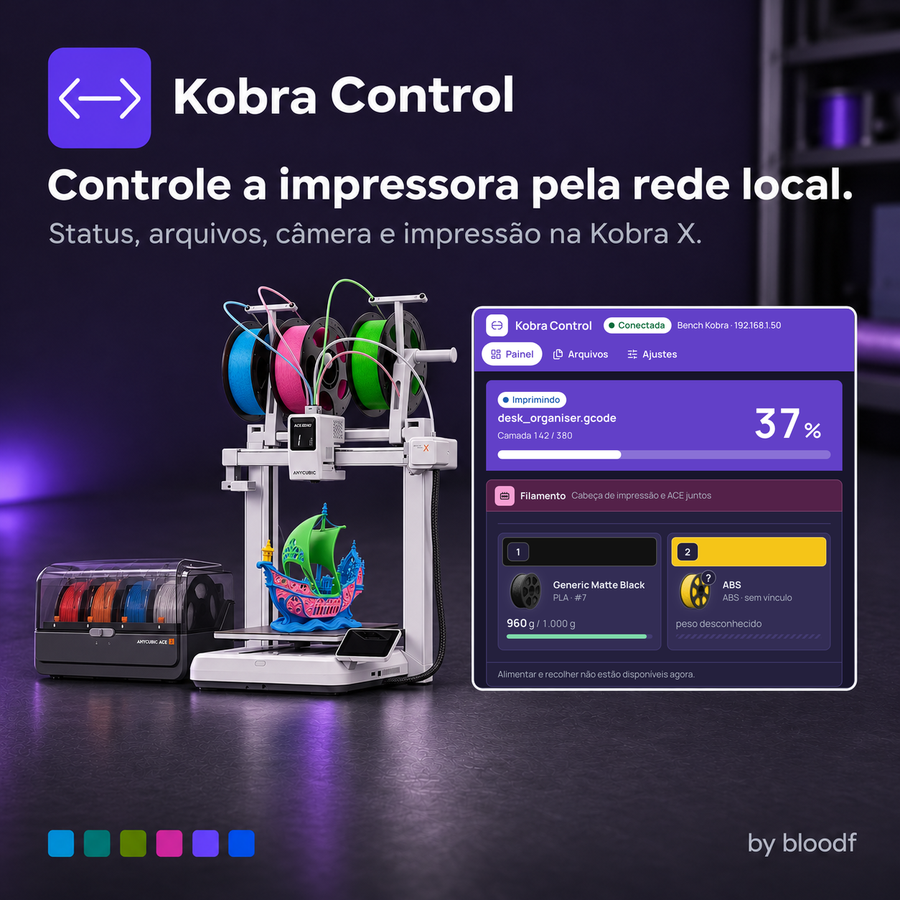 Kobra Control
Controle a impressora pela rede local.
Status, arquivos, câmera e impressão na Kobra X.
Kobra Control
Conectada
Bench Kobra · 192.168.1.50
Painel
Arquivos
Ajustes
Imprimindo
desk_organiser.gcode
Camada 142 / 380
37%
Filamento
Cabeça de impressão e ACE juntos
1
Generic Matte Black
PLA · #7
960 g / 1.000 g
2
?
ABS
ABS · sem vínculo
peso desconhecido
Alimentar e recolher não estão disponíveis agora.
ANYCUBIC
X
ANYCUBIC ACE
by bloodf